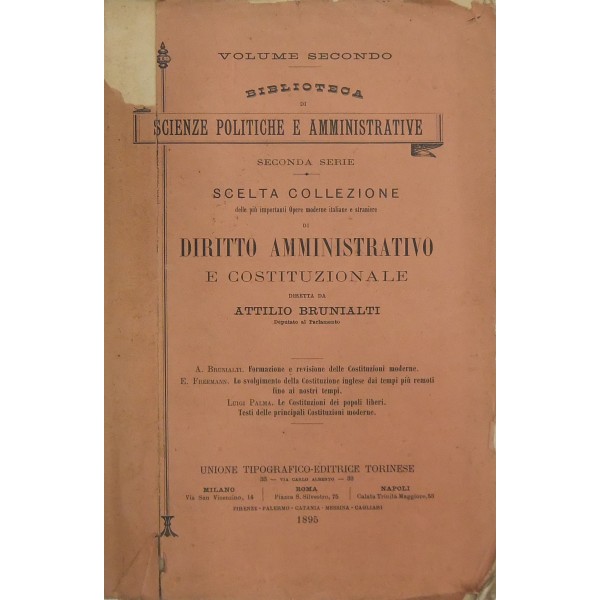 VOLUME SECONDO
BIBLIOTECA
DI
SCIENZE POLITICHE E AMMINISTRATIVE
SECONDA SERIE
SCELTA COLLEZIONE
delle più importanti Opere moderne italiane e straniere
DI
DIRITTO AMMINISTRATIVO
E COSTITUZIONALE
DIRETTA DA
ATTILIO BRUNIALTI
Deputato al Parlamento
A. BRUNIALTI. Formazione e revisione delle Costituzioni moderne.
E. FREEMANN. Lo svolgimento della Costituzione inglese dai tempi più remoti
fino ai nostri tempi.
LUIGI PALMA. Le Costituzioni dei popoli liberi.
Testi delle principali Costituzioni moderne.
UNIONE TIPOGRAFICO-EDITRICE TORINESE
33 — VIA CARLO ALBERTO — 33
MILANO ROMA NAPOLI
Via San Vicenzino, 14 Piazza S. Silvestro, 75 Calata Trinità Maggiore, 53
FIRENZE - PALERMO - CATANIA - MESSINA - CAGLIARI
1895